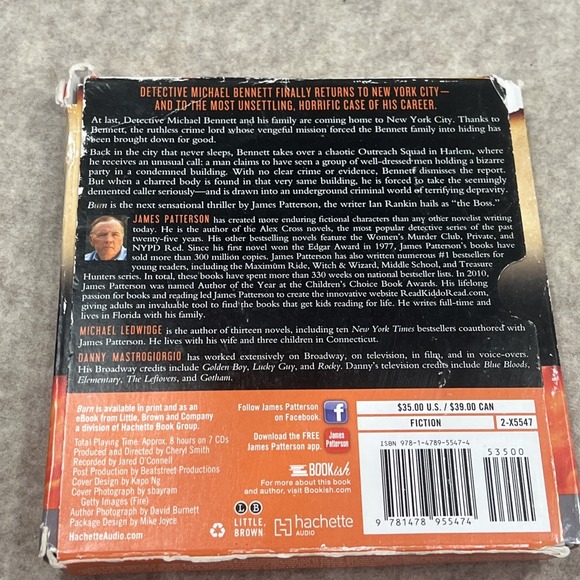 DETECTIVE MICHAEL BENNETT FINALLY RETURNS TO NEW YORK CITY—
AND TO THE MOST UNSETTLING, HORRIFIC CASE OF HIS CAREER.
At last, Detective Michael Bennett and his family are coming home to New York City. Thanks to
Bennett, the ruthless crime lord whose vengeful mission forced the Bennett family into hiding has
been brought down for good.
Back in the city that never sleeps, Bennett takes over a chaotic Outreach Squad in Harlem, where
he receives an unusual call: a man claims to have seen a group of well-dressed men holding a bizarre
party in a condemned building. With no clear crime or evidence, Bennett dismisses the report.
But when a charred body is found in that very same building, he is forced to take the seemingly
demented caller seriously—and is drawn into an underground criminal world of terrifying depravity.
Burn is the next sensational thriller by James Patterson, the writer Ian Rankin hails as "the Boss."
JAMES PATTERSON has created more enduring fictional characters than any other novelist writing
today. He is the author of the Alex Cross novels, the most popular detective series of the past
twenty-five years. His other bestselling novels feature the Women's Murder Club, Private, and
NYPD Red. Since his first novel won the Edgar Award in 1977, James Patterson's books have
sold more than 300 million copies. James Patterson has also written numerous #1 bestsellers for
young readers, including the Maximum Ride, Witch & Wizard, Middle School, and Treasure
Hunters series. In total, these books have spent more than 330 weeks on national bestseller lists. In 2010,
James Patterson was named Author of the Year at the Children's Choice Book Awards. His lifelong
passion for books and reading led James Patterson to create the innovative website ReadKiddoRead.com,
giving adults an invaluable tool to find the books that get kids reading for life. He writes full-time and
lives in Florida with his family.
MICHAEL LEDWIDGE is the author of thirteen novels, including ten New York Times bestsellers coauthored with
James Patterson. He lives with his wife and three children in Connecticut.
DANNY MASTROGIORGIO has worked extensively on Broadway, on television, in film, and in voice-overs.
His Broadway credits include Golden Boy, Lucky Guy, and Rocky. Danny's television credits include Blue Bloods,
Elementary, The Leftovers, and Gotham.
Burn is available in print and as an
eBook from Little, Brown and Company
a division of Hachette Book Group.
Total Playing Time: Approx. 8 hours on 7 CDs
Produced and Directed by Cheryl Smith
Recorded by Jared O'Connell
Post Production by Beatstreet Productions
Cover Design by Kapo Ng
Cover Photograph by sbayram
Getty Images (Fire)
Author Photograph by David Burnett
Package Design by Mike Joyce
HachetteAudio.com
Follow James Patterson
on Facebook.
f
Download the FREE
James Patterson app.
James
Patterson
BOOKish
For more about this book
and author, visit Bookish.com
L B
LITTLE,
BROWN
h hachette
AUDIO
$35.00 U.S. / $39.00 CAN
FICTION
2-X5547
ISBN 978-1-4789-5547-4
53500
9 781478 955474